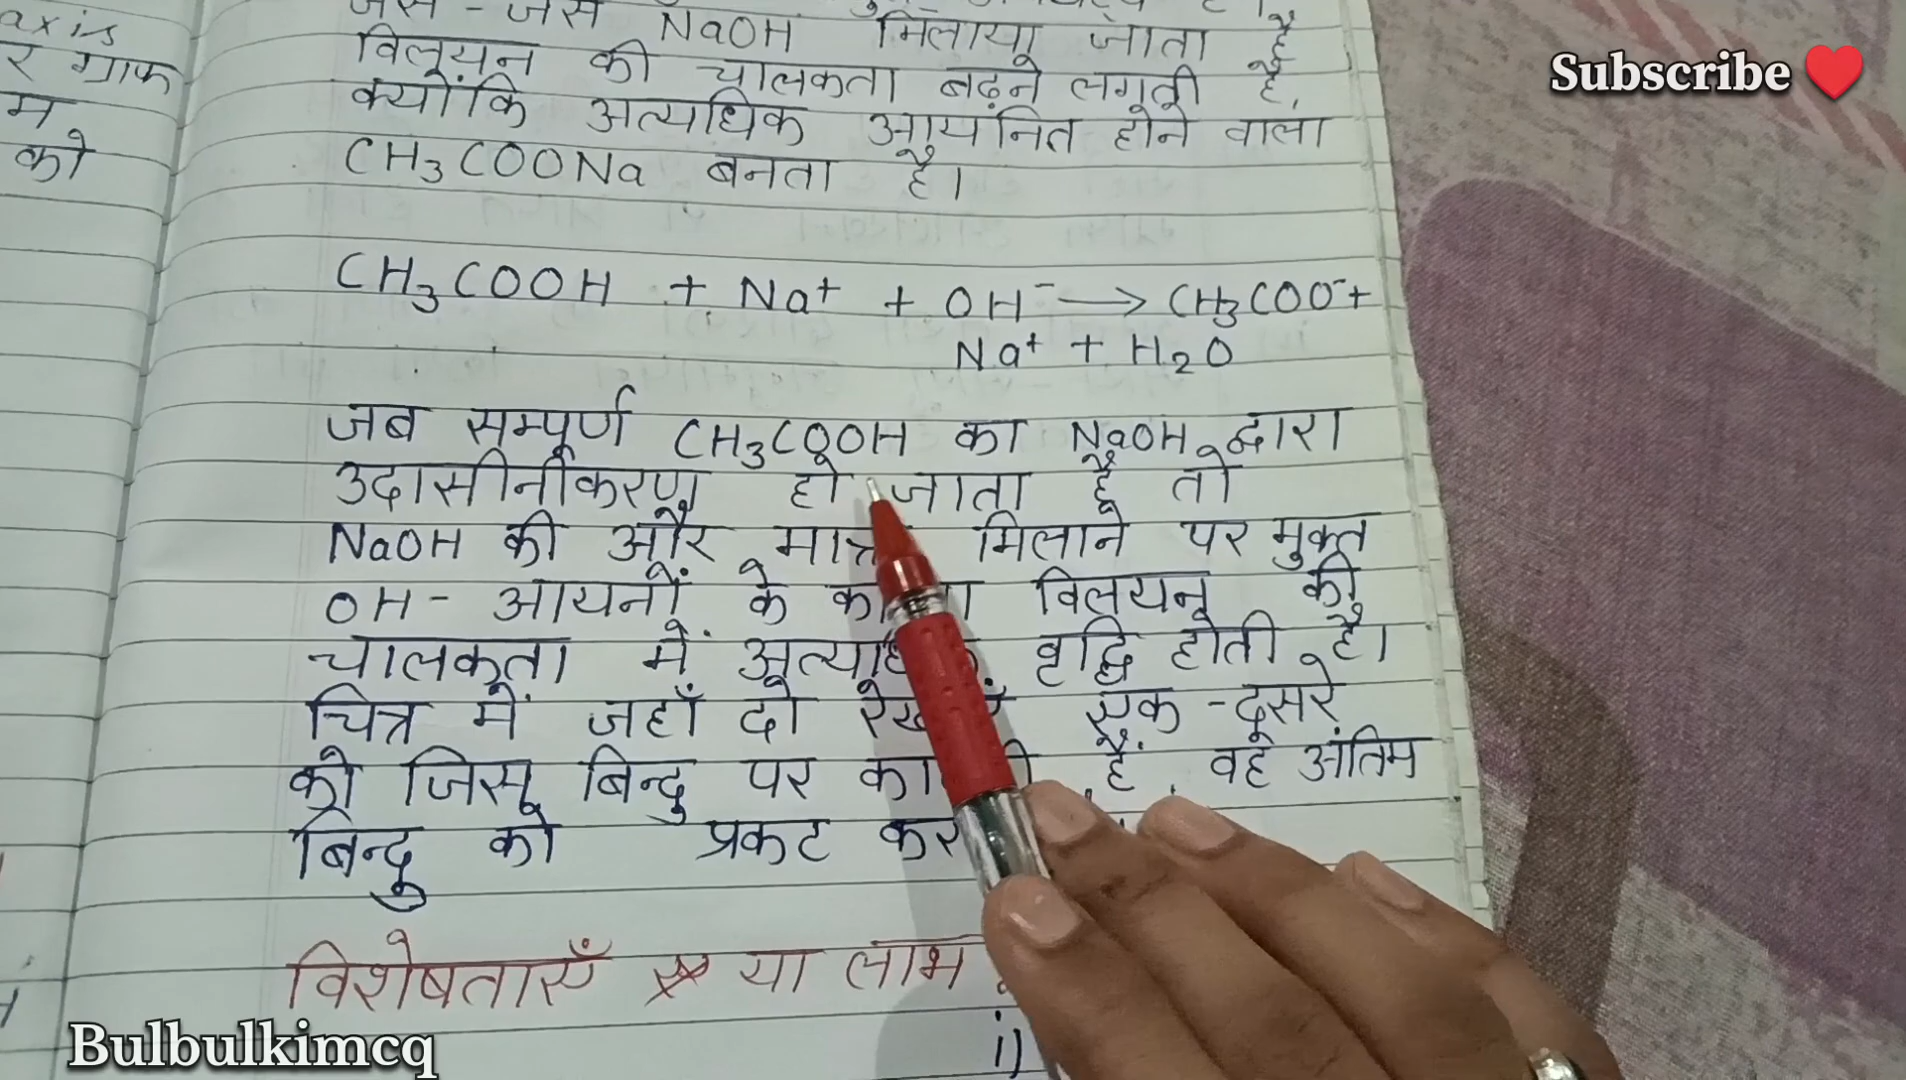 axis
र ग्राफ
म
को
जैसे - जैसे NaOH मिलाया जाता है
विलयन की चालकता बढ़ने लगती है,
क्योंकि अत्यधिक आयनित होने वाला
CH3COONa बनता है।
CH3COOH + Na+ + OH- → CH3COO- +
Na+ + H2O
जब सम्पूर्ण CH3COOH का NaOH द्वारा
उदासीनीकरण हो जाता है तो
NaOH की और मात्रा मिलाने पर मुक्त
OH- आयनों के विलयन की
चालकता में वृद्धि होती है।
चित्र में जहाँ दो एक-दूसरे
को जिस बिन्दु पर हैं, वह अंतिम
बिन्दु को प्रकट
विशेषताएँ या लाभ
i)
Subscribe ❤️
Bulbulkimcq